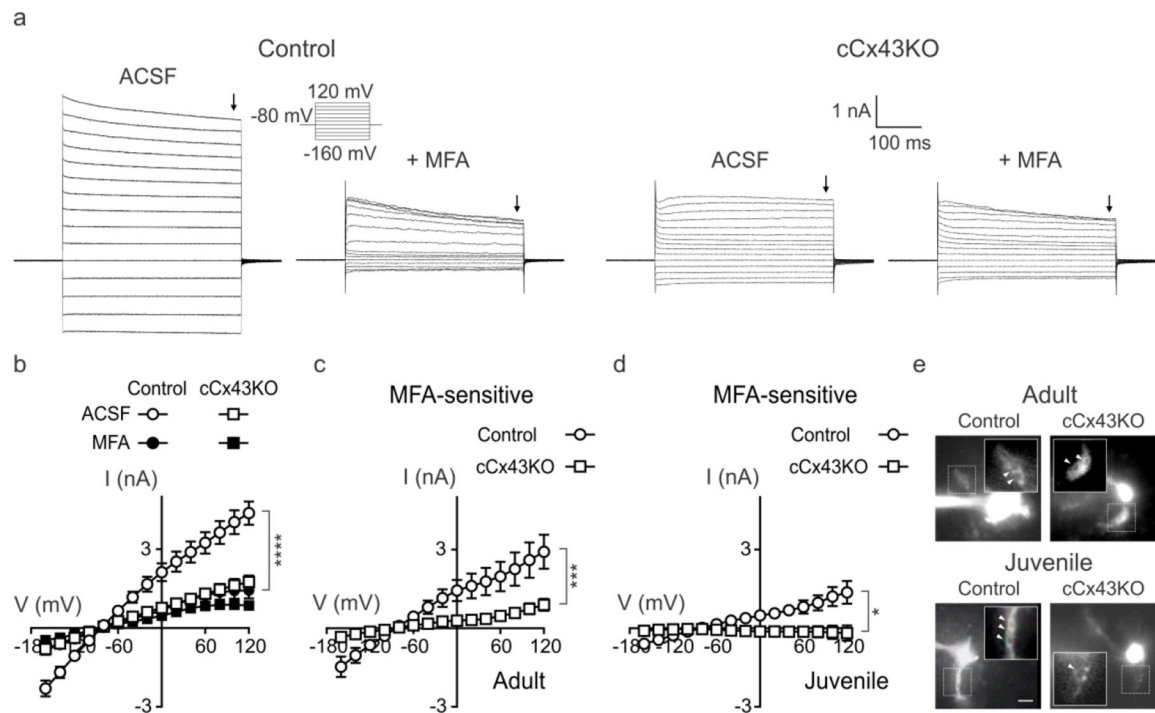 a
Control
cCx43KO
ACSF
120 mV
-80 mV
-160 mV
+ MFA
ACSF
1 nA
100 ms
+ MFA
b
Control cCx43KO
ACSF
MFA
I (nA)
3
****
V (mV)
-180 -60 60 120
-3
c
MFA-sensitive
Control
cCx43KO
I (nA)
3
***
V (mV)
-180 -60 60 120
Adult
-3
d
MFA-sensitive
Control
cCx43KO
I (nA)
3
*
V (mV)
-180 -120 -60 60 120
Juvenile
-3
e
Adult
Control cCx43KO
Juvenile
Control cCx43KO